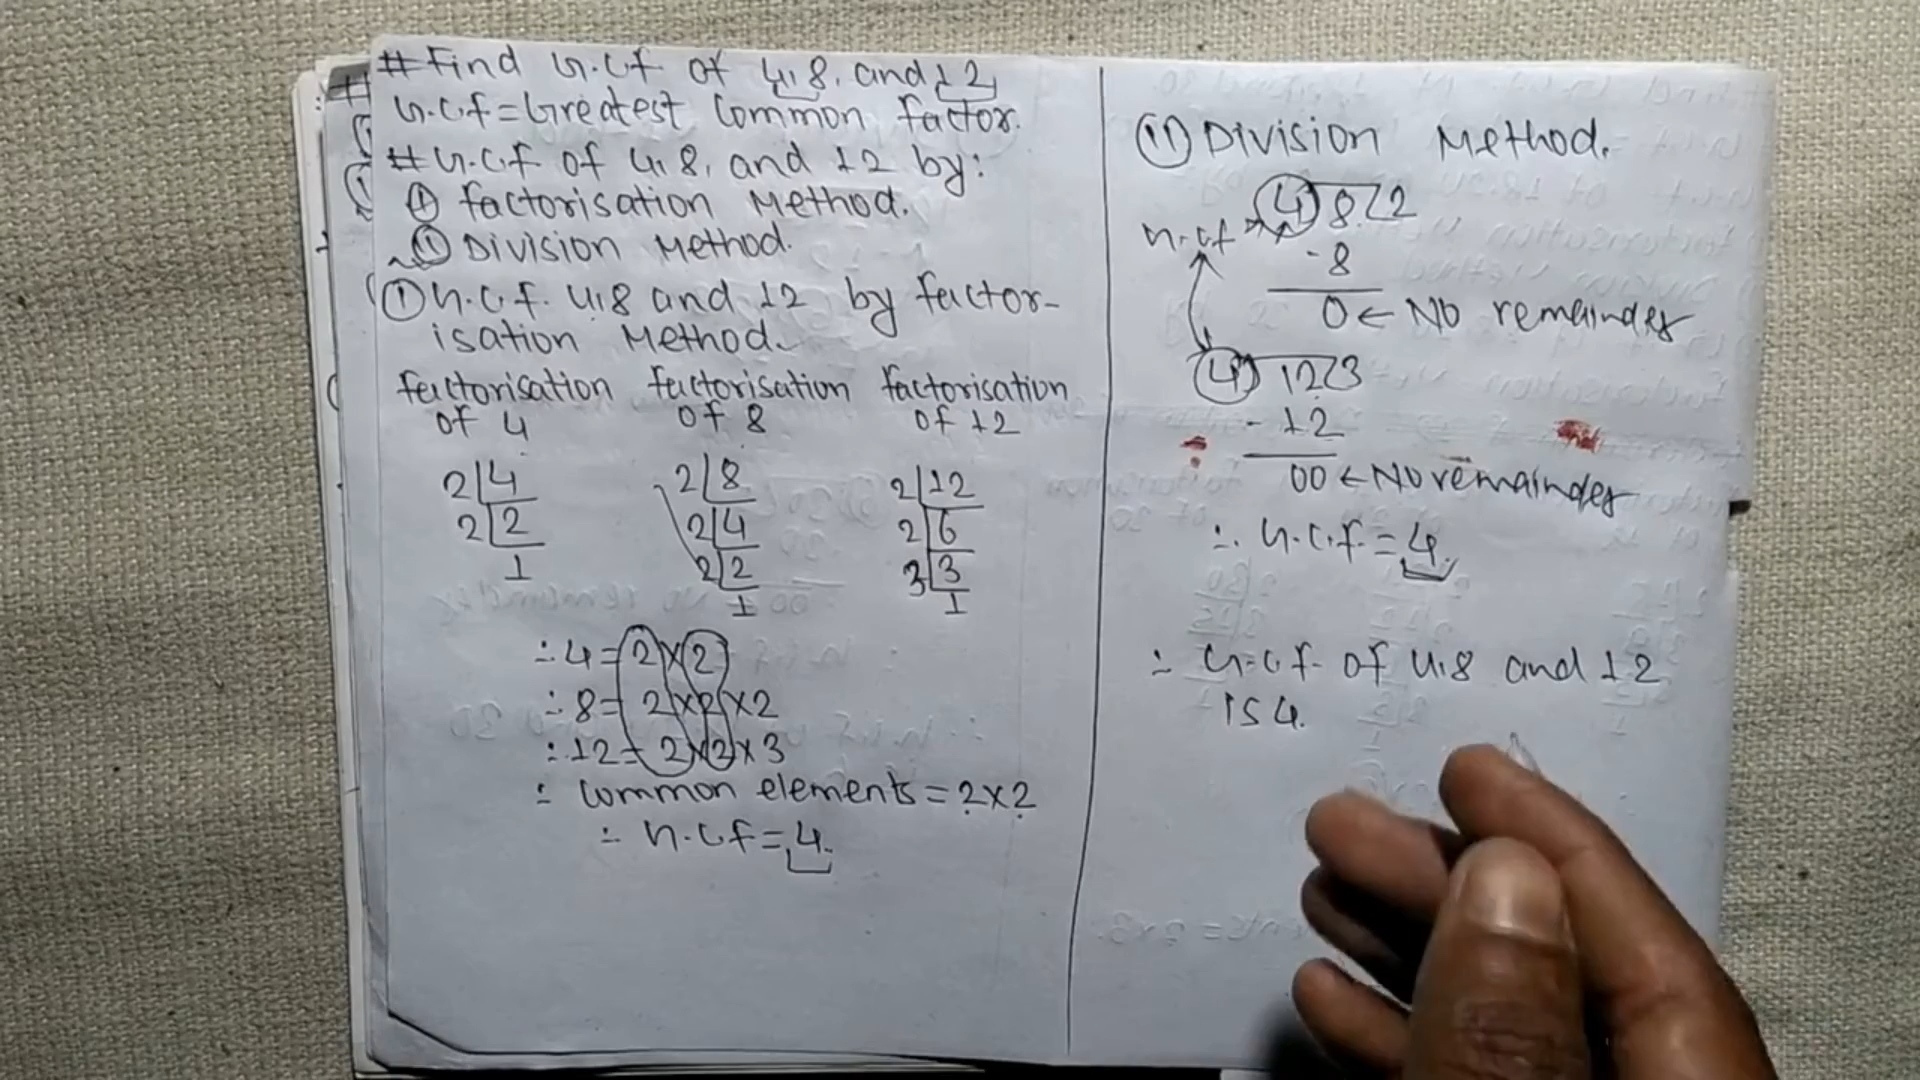 # Find G.C.F of 4,8, and 12
G.C.F = Greatest Common Factor.
# G.C.F of 4,8, and 12 by:
(i) Factorisation Method.
(ii) Division Method.
(i) G.C.F. 4,8 and 12 by factor-
isation Method.
factorisation factorisation factorisation
of 4 of 8 of 12
2 4 2 8 2 12
2 2 2 4 2 6
1 2 2 3 3
1 1
∴ 4 = 2×2
∴ 8 = 2×2×2
∴ 12 = 2×2×3
∴ Common elements = 2×2
∴ G.C.F = 4.
(ii) Division Method.
4) 8 ( 2
G.C.F
- 8
0 ← No remainder
4) 12 ( 3
- 12
00 ← No remainder
∴ G.C.F = 4.
∴ G.C.F. of 4,8 and 12
is 4.